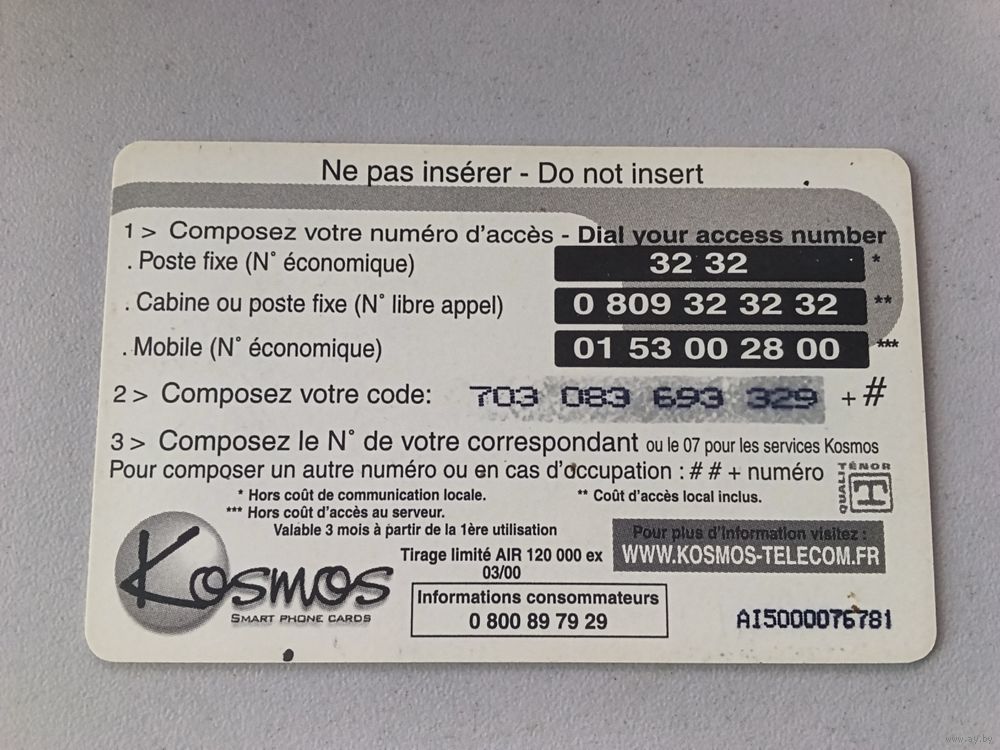 Ne pas insérer - Do not insert
1 > Composez votre numéro d'accès - Dial your access number
. Poste fixe (N° économique) 32 32 *
. Cabine ou poste fixe (N° libre appel) 0 809 32 32 32 **
. Mobile (N° économique) 01 53 00 28 00 ***
2 > Composez votre code: 703 083 693 329 + #
3 > Composez le N° de votre correspondant ou le 07 pour les services Kosmos
Pour composer un autre numéro ou en cas d'occupation : # # + numéro
QUALI TÉNOR T
* Hors coût de communication locale. ** Coût d'accès local inclus.
*** Hors coût d'accès au serveur.
Valable 3 mois à partir de la 1ère utilisation
Pour plus d'information visitez :
WWW.KOSMOS-TELECOM.FR
Tirage limité AIR 120 000 ex
03/00
Kosmos
SMART PHONE CARDS
Informations consommateurs
0 800 89 79 29
AI5000076781
www.ay.by